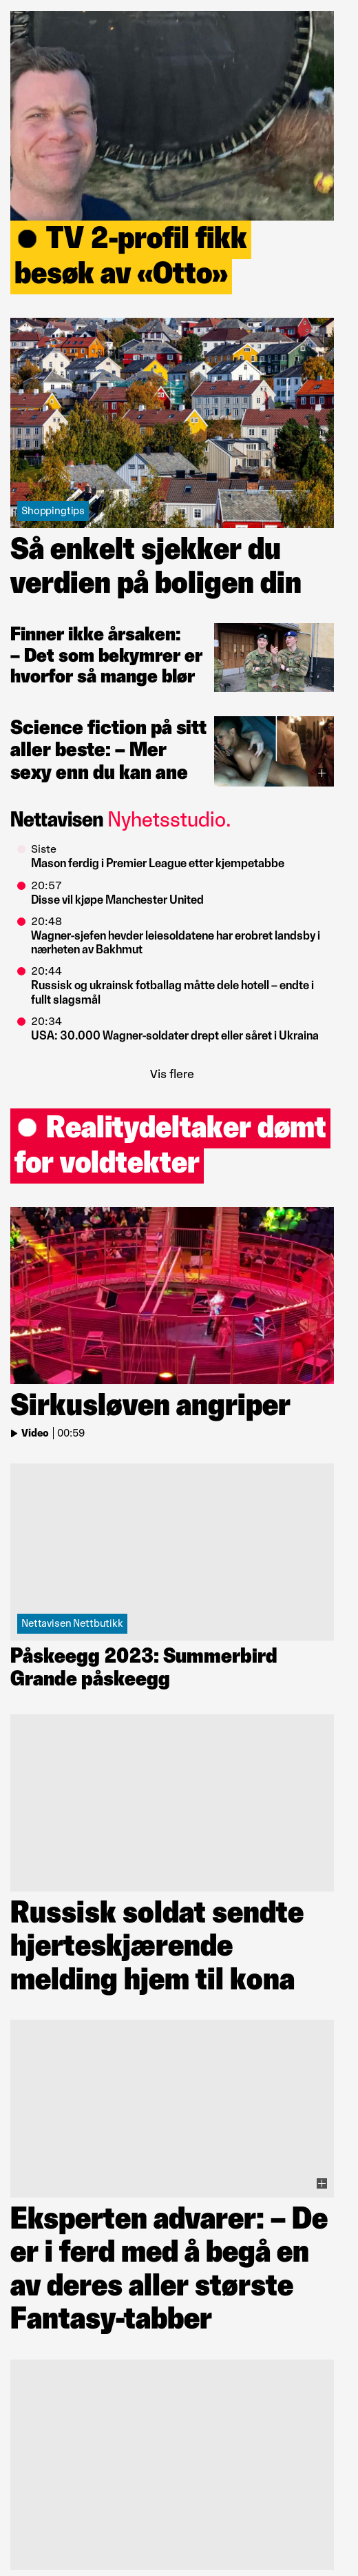 TV 2-profil fikk
besøk av «Otto»
Shoppingtips
Så enkelt sjekker du
verdien på boligen din
Finner ikke årsaken:
– Det som bekymrer er
hvorfor så mange blør
Science fiction på sitt
aller beste: – Mer
sexy enn du kan ane
Nettavisen Nyhetsstudio.
Siste
Mason ferdig i Premier League etter kjempetabbe
20:57
Disse vil kjøpe Manchester United
20:48
Wagner-sjefen hevder leiesoldatene har erobret landsby i
nærheten av Bakhmut
20:44
Russisk og ukrainsk fotballag måtte dele hotell – endte i
fullt slagsmål
20:34
USA: 30.000 Wagner-soldater drept eller såret i Ukraina
Vis flere
Realitydeltaker dømt
for voldtekter
Sirkusløven angriper
Video | 00:59
Nettavisen Nettbutikk
Påskeegg 2023: Summerbird
Grande påskeegg
Russisk soldat sendte
hjerteskjærende
melding hjem til kona
Eksperten advarer: – De
er i ferd med å begå en
av deres aller største
Fantasy-tabber